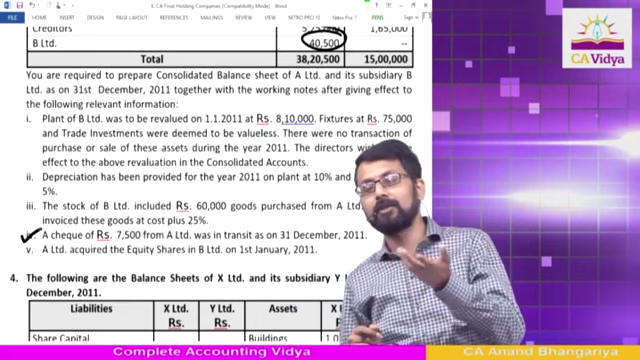 6. CA Final Holding Companies [Compatibility Mode] - Word
FILE HOME INSERT DESIGN PAGE LAYOUT REFERENCES MAILINGS REVIEW VIEW NITRO PRO 10 Nitro Pro 7 PENS Sign in
Creditors 1,65,000
B Ltd. 40,500 --
Total 38,20,500 15,00,000
You are required to prepare Consolidated Balance sheet of A Ltd. and its subsidiary B
Ltd. as on 31st December, 2011 together with the working notes after giving effect to
the following relevant information:
i. Plant of B Ltd. was to be revalued on 1.1.2011 at Rs. 8,10,000. Fixtures at Rs. 75,000
and Trade Investments were deemed to be valueless. There were no transaction of
purchase or sale of these assets during the year 2011. The directors
effect to the above revaluation in the Consolidated Accounts.
ii. Depreciation has been provided for the year 2011 on plant at 10% and
5%.
iii. The stock of B Ltd. included Rs. 60,000 goods purchased from A Ltd
invoiced these goods at cost plus 25%.
A cheque of Rs. 7,500 from A Ltd. was in transit as on 31 December, 2011.
v. A Ltd. acquired the Equity Shares in B Ltd. on 1st January, 2011.
4. The following are the Balance Sheets of X Ltd. and its subsidiary Y
December, 2011.
Liabilities X Ltd. Y Ltd. Assets X
Rs. Rs.
Share Capital Buildings
CA Vidya
Complete Accounting Vidya CA Anand Bhangariya